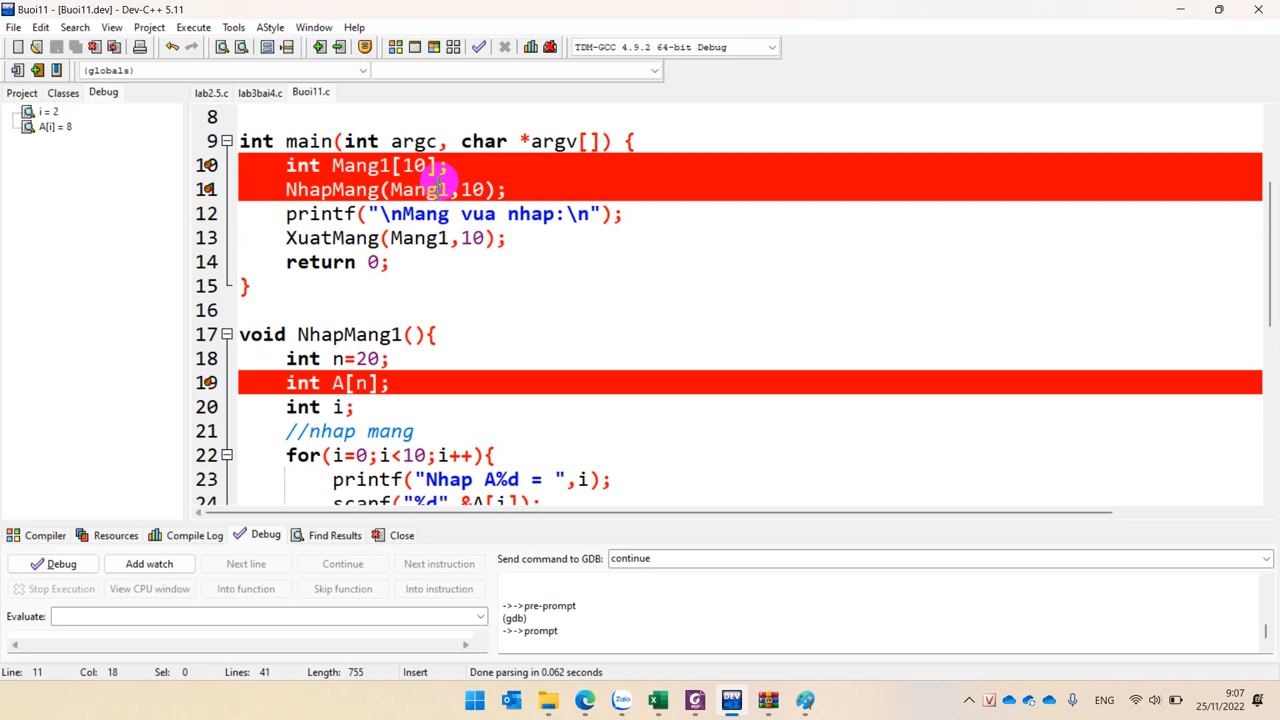 Buoi11 - [Buoi11.dev] - Dev-C++ 5.11
File Edit Search View Project Execute Tools AStyle Window Help
TDM-GCC 4.9.2 64-bit Debug
(globals)
Project Classes Debug lab2.5.c lab3bai4.c Buoi11.c
i = 2
A[i] = 8
8
9 int main(int argc, char *argv[]) {
10 int Mang1[10];
11 NhapMang(Mang1,10);
12 printf("\nMang vua nhap:\n");
13 XuatMang(Mang1,10);
14 return 0;
15 }
16
17 void NhapMang1(){
18 int n=20;
19 int A[n];
20 int i;
21 //nhap mang
22 for(i=0;i<10;i++){
23 printf("Nhap A%d = ",i);
24 scanf("%d" &A[i]);
Compiler Resources Compile Log Debug Find Results Close
Debug Add watch Next line Continue Next instruction
Stop Execution View CPU window Into function Skip function Into instruction
Evaluate:
Send command to GDB: continue
->->pre-prompt
(gdb)
->->prompt
Line: 11 Col: 18 Sel: 0 Lines: 41 Length: 755 Insert Done parsing in 0.062 seconds
Zalo DEV ENG 9:07
25/11/2022